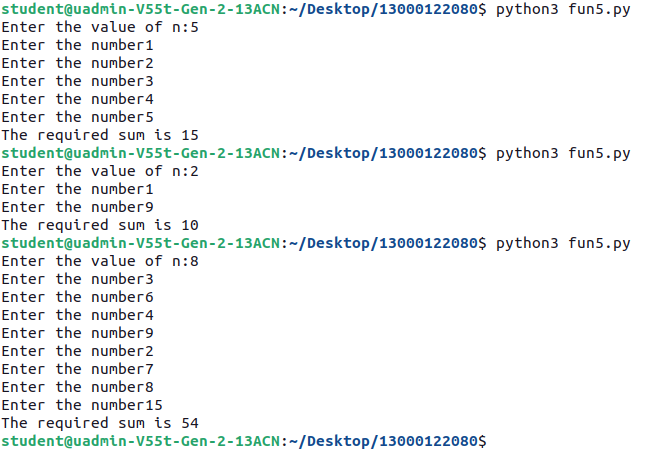 student@uadmin-V55t-Gen-2-13ACN:~/Desktop/13000122080$ python3 fun5.py
Enter the value of n:5
Enter the number1
Enter the number2
Enter the number3
Enter the number4
Enter the number5
The required sum is 15
student@uadmin-V55t-Gen-2-13ACN:~/Desktop/13000122080$ python3 fun5.py
Enter the value of n:2
Enter the number1
Enter the number9
The required sum is 10
student@uadmin-V55t-Gen-2-13ACN:~/Desktop/13000122080$ python3 fun5.py
Enter the value of n:8
Enter the number3
Enter the number6
Enter the number4
Enter the number9
Enter the number2
Enter the number7
Enter the number8
Enter the number15
The required sum is 54
student@uadmin-V55t-Gen-2-13ACN:~/Desktop/13000122080$